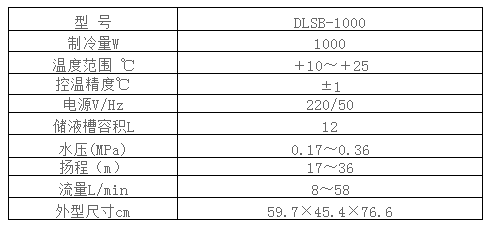 型 号 DLSB-1000
制冷量W 1000
温度范围 ℃ +10～+25
控温精度℃ ±1
电源V/Hz 220/50
储液槽容积L 12
水压(MPa) 0.17～0.36
扬程（m） 17～36
流量L/min 8～58
外型尺寸cm 59.7×45.4×76.6